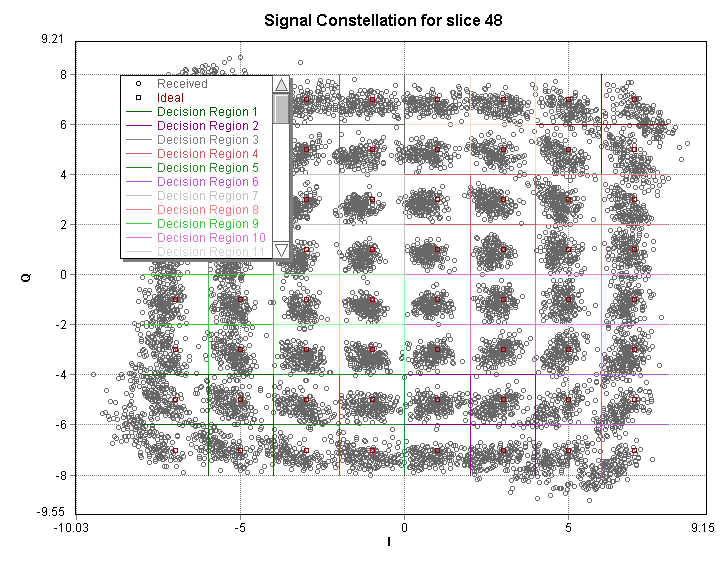 Signal Constellation for slice 48
9.21
8
6
4
2
0
-2
-4
-6
-8
-9.55
Q
Received
Ideal
Decision Region 1
Decision Region 2
Decision Region 3
Decision Region 4
Decision Region 5
Decision Region 6
Decision Region 7
Decision Region 8
Decision Region 9
Decision Region 10
Decision Region 11
-10.03 -5 0 5 9.15
I